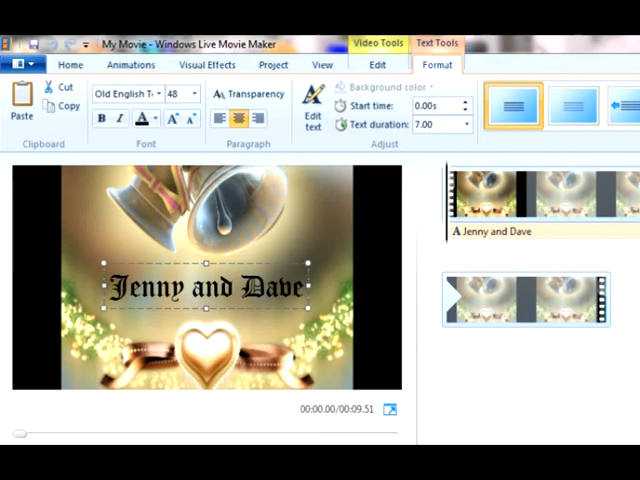 My Movie - Windows Live Movie Maker
Video Tools
Text Tools
Home
Animations
Visual Effects
Project
View
Edit
Format
Paste
Cut
Copy
Clipboard
Old English T
48
B I A A A
Font
Transparency
Paragraph
Edit
text
Background color
Start time: 0.00s
Text duration: 7.00
Adjust
Jenny and Dave
A Jenny and Dave
00:00.00/00:09.51